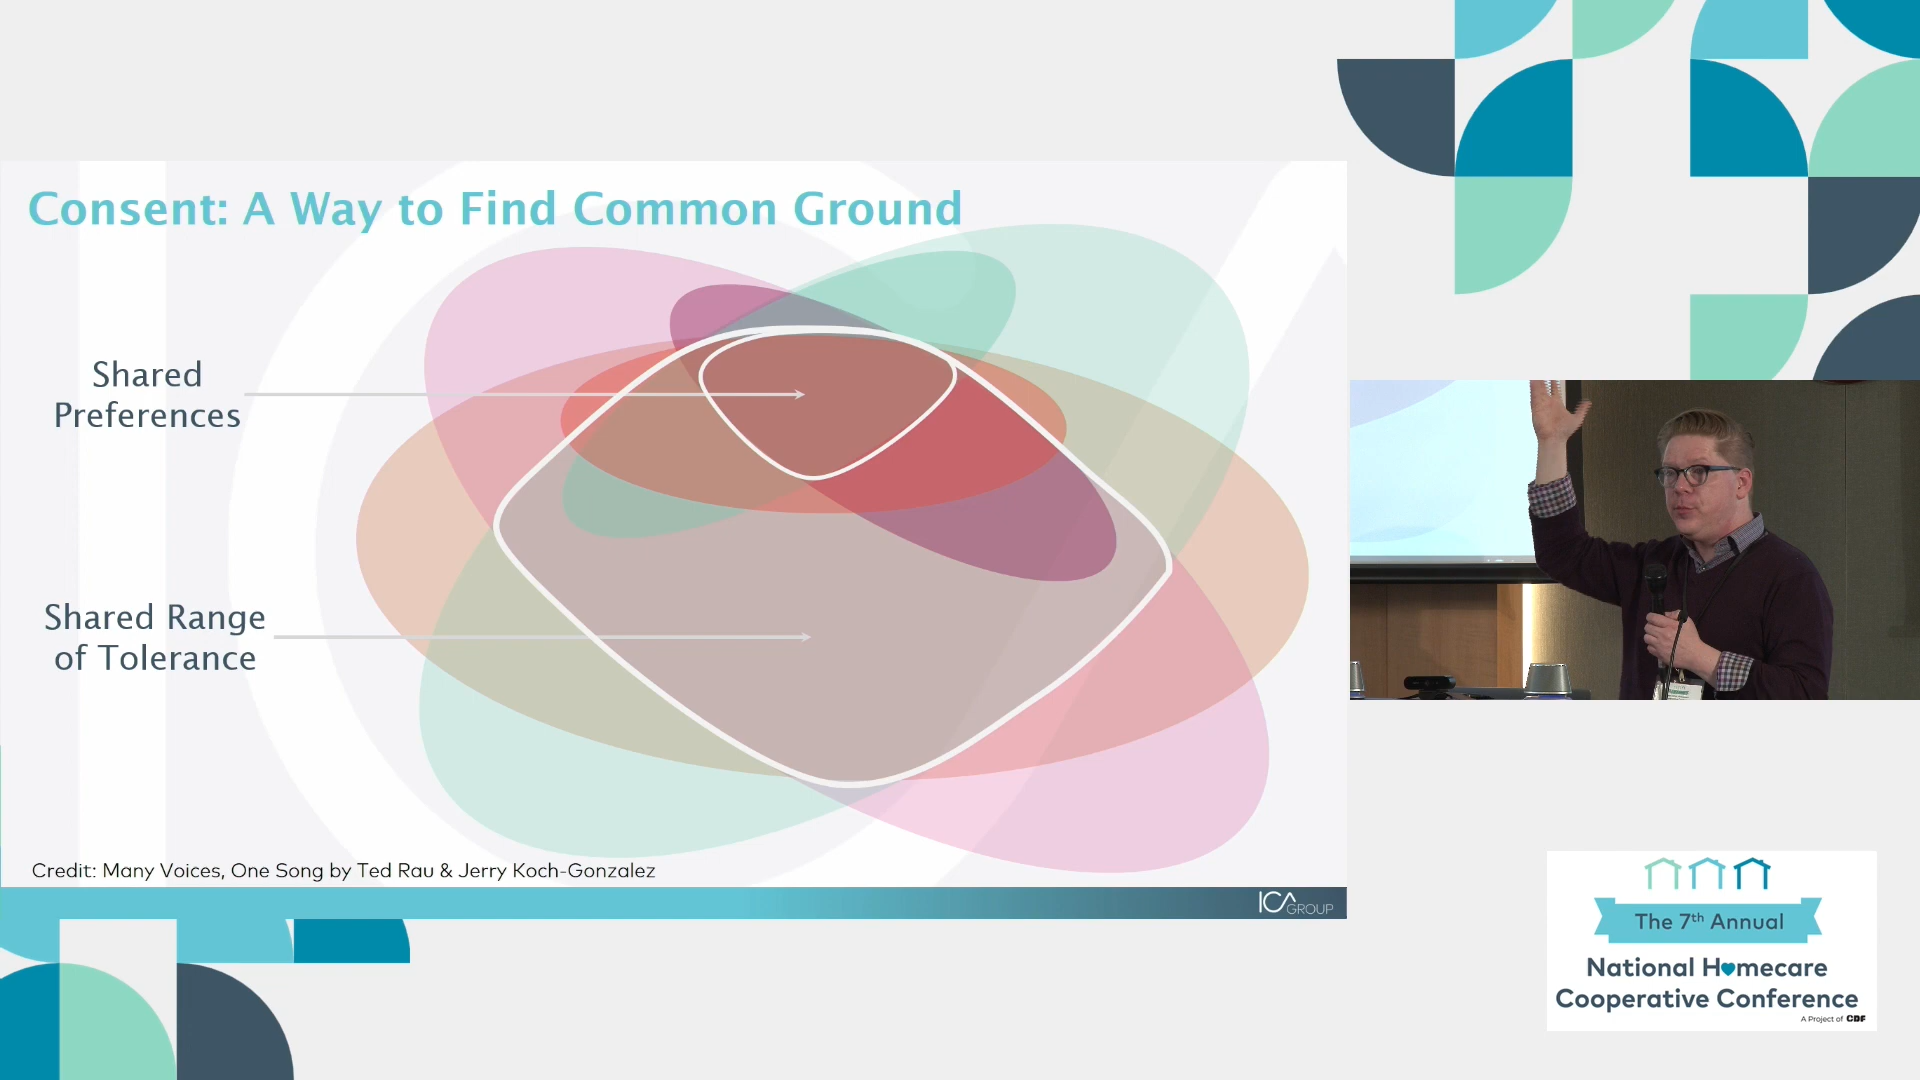 Consent: A Way to Find Common Ground
Shared
Preferences
Shared Range
of Tolerance
Credit: Many Voices, One Song by Ted Rau & Jerry Koch-Gonzalez
ICA GROUP
The 7th Annual
National Homecare
Cooperative Conference
A Project of CDF